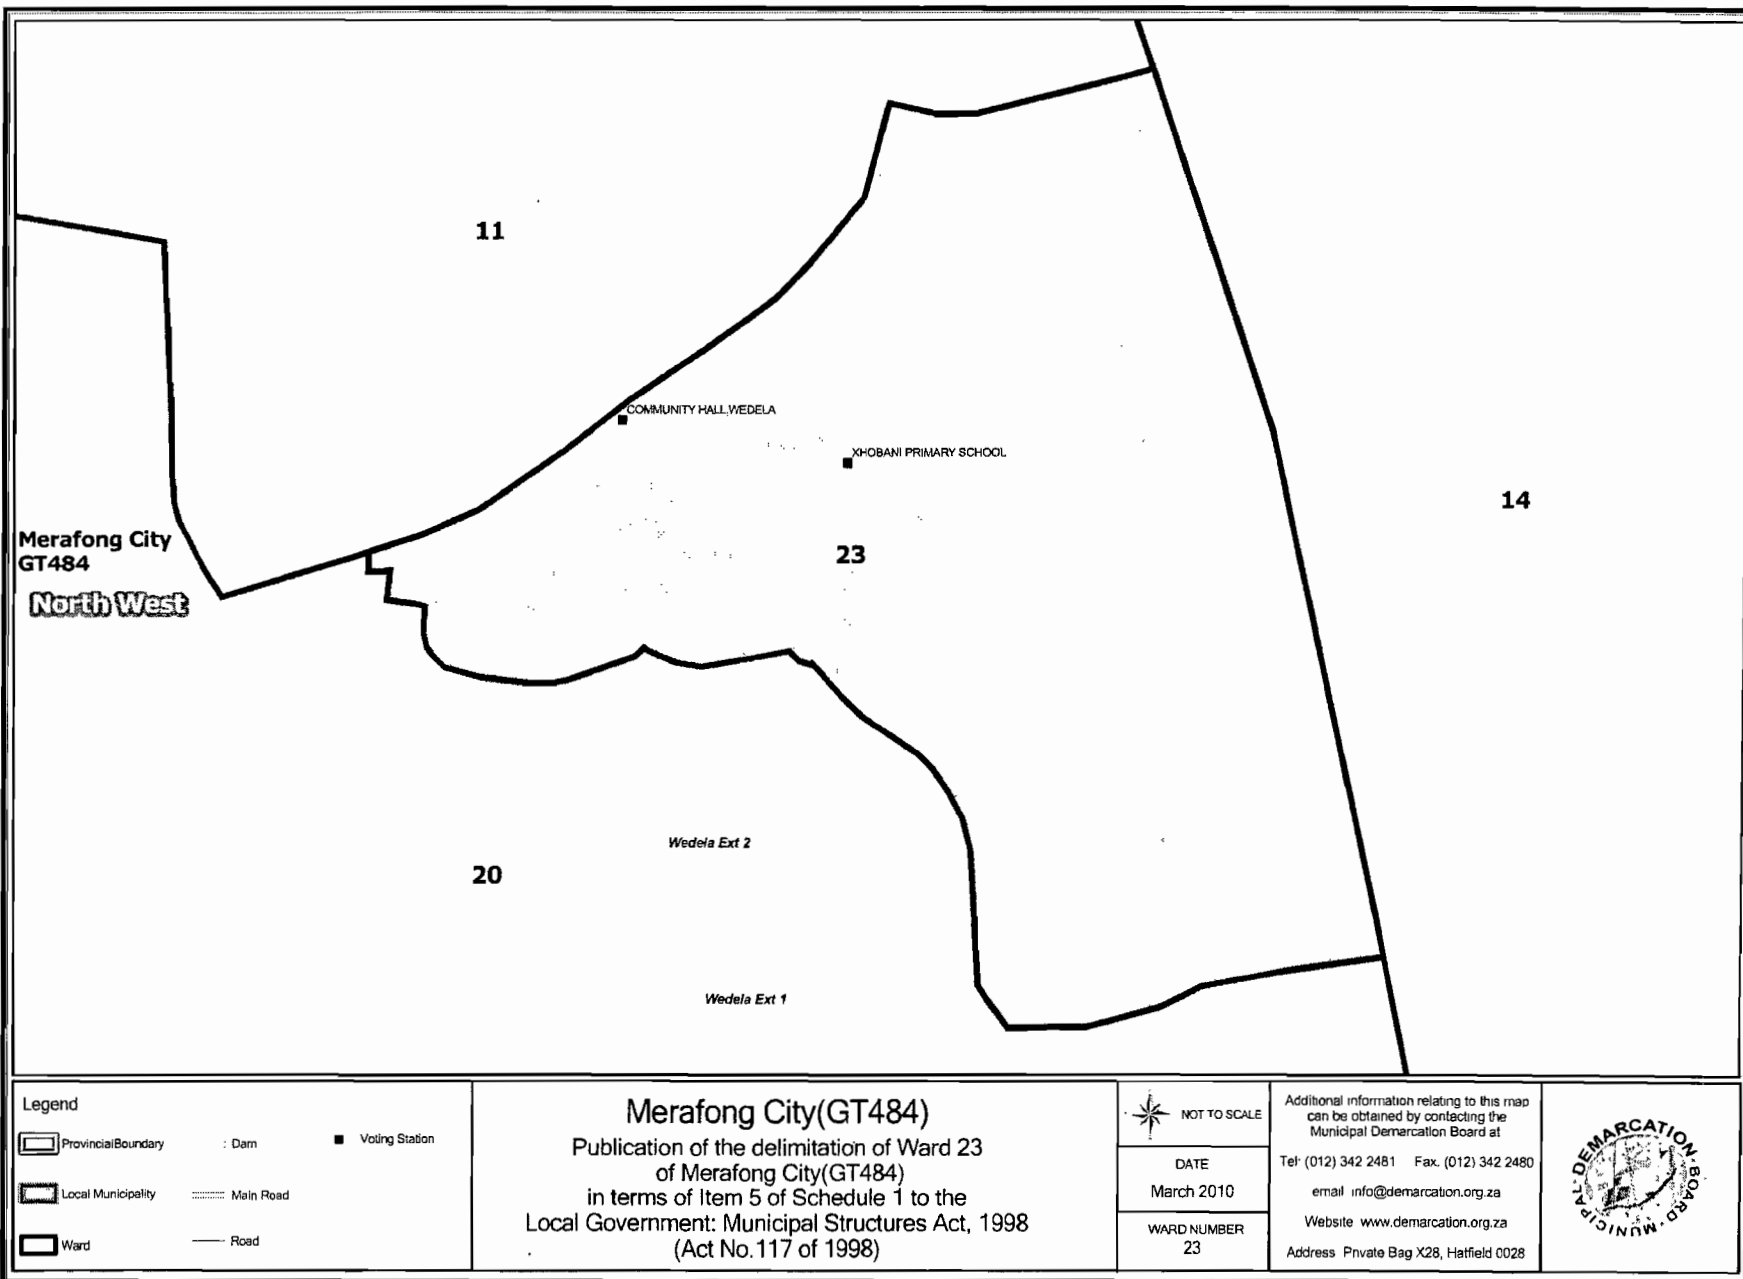 11
COMMUNITY HALL,WEDELA
XHOBANI PRIMARY SCHOOL
14
Merafong City
GT484
23
North West
Wedela Ext 2
20
Wedela Ext 1
Legend
ProvincialBoundary
Dam
Voting Station
Local Municipality
Main Road
Ward
Road
Merafong City(GT484)
Publication of the delimitation of Ward 23
of Merafong City(GT484)
in terms of Item 5 of Schedule 1 to the
Local Government: Municipal Structures Act, 1998
(Act No.117 of 1998)
NOT TO SCALE
DATE
March 2010
WARD NUMBER
23
Additional information relating to this map
can be obtained by contacting the
Municipal Demarcation Board at
Tel: (012) 342 2481 Fax. (012) 342 2480
email info@demarcation.org.za
Website www.demarcation.org.za
Address Private Bag X28, Hatfield 0028
MUNICIPAL DEMARCATION BOARD